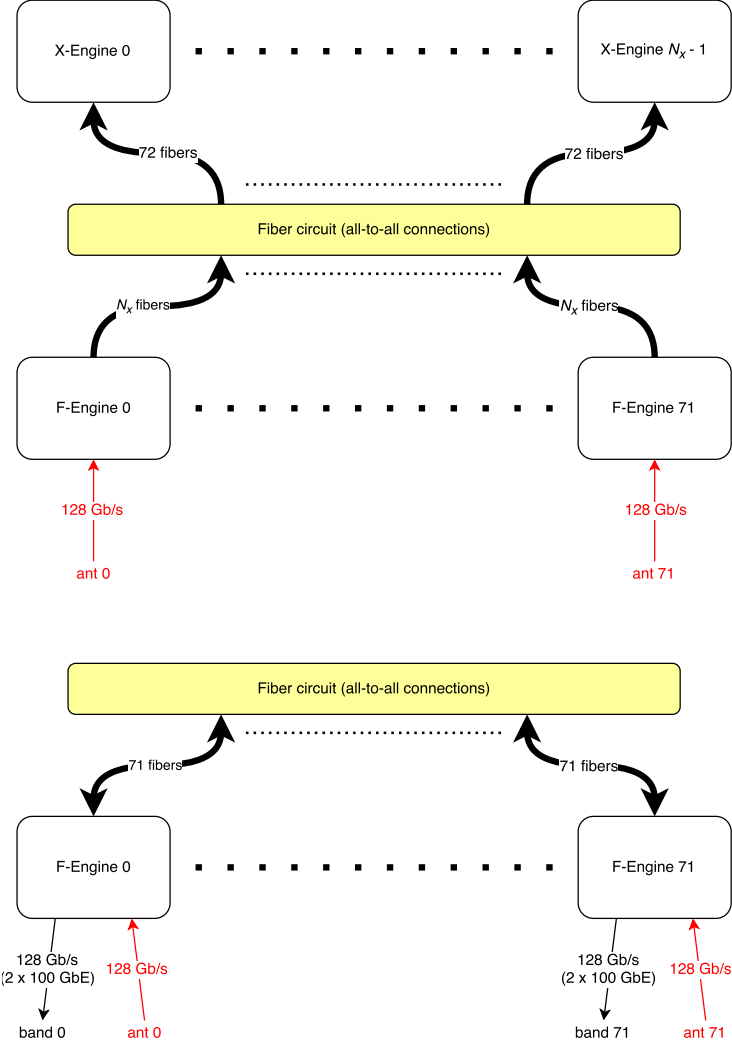 X-Engine 0
X-Engine Nx - 1
72 fibers
72 fibers
Fiber circuit (all-to-all connections)
Nx fibers
Nx fibers
F-Engine 0
F-Engine 71
128 Gb/s
128 Gb/s
ant 0
ant 71
Fiber circuit (all-to-all connections)
71 fibers
71 fibers
F-Engine 0
F-Engine 71
128 Gb/s
(2 x 100 GbE)
128 Gb/s
128 Gb/s
(2 x 100 GbE)
128 Gb/s
band 0
ant 0
band 71
ant 71